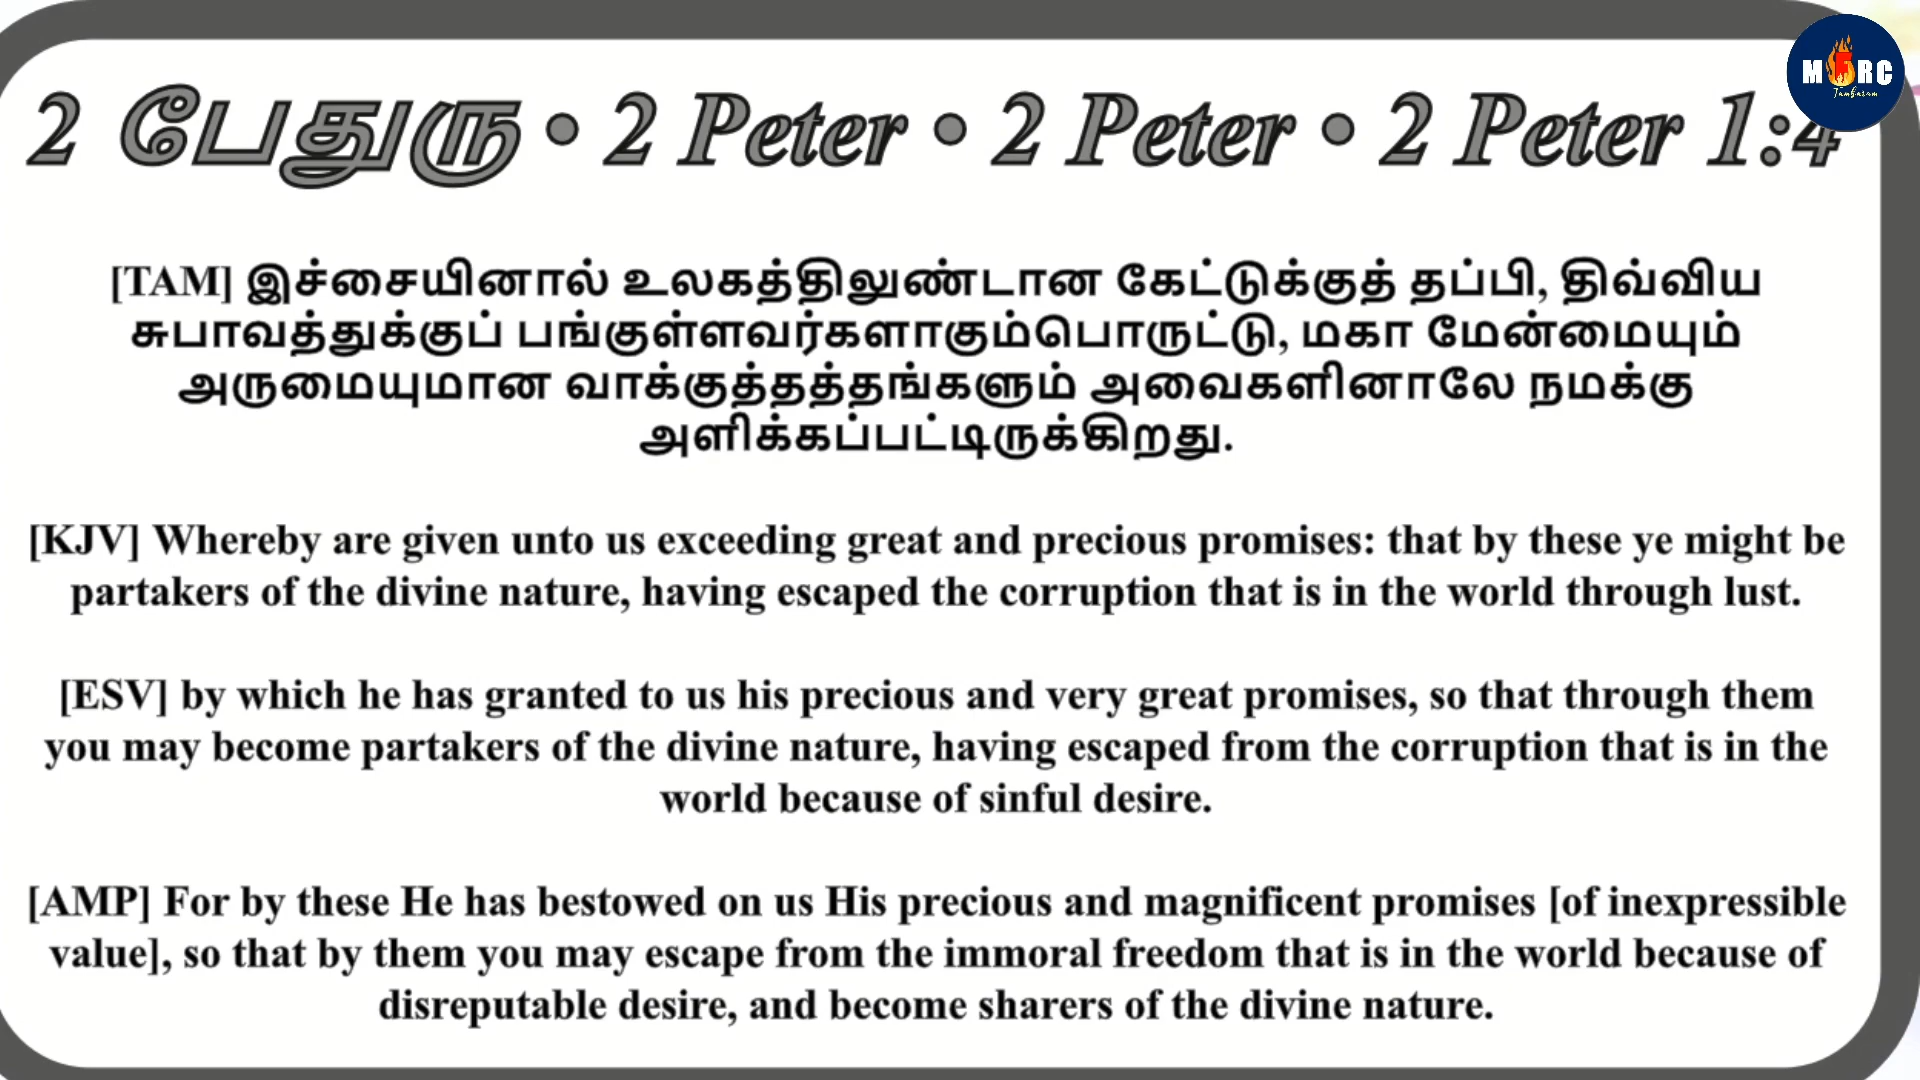 2 பேதுரு • 2 Peter • 2 Peter • 2 Peter 1:4
MFRC
Tambaram
[TAM] இச்சையினால் உலகத்திலுண்டான கேட்டுக்குத் தப்பி, திவ்விய
சுபாவத்துக்குப் பங்குள்ளவர்களாகும்பொருட்டு, மகா மேன்மையும்
அருமையுமான வாக்குத்தத்தங்களும் அவைகளினாலே நமக்கு
அளிக்கப்பட்டிருக்கிறது.
[KJV] Whereby are given unto us exceeding great and precious promises: that by these ye might be
partakers of the divine nature, having escaped the corruption that is in the world through lust.
[ESV] by which he has granted to us his precious and very great promises, so that through them
you may become partakers of the divine nature, having escaped from the corruption that is in the
world because of sinful desire.
[AMP] For by these He has bestowed on us His precious and magnificent promises [of inexpressible
value], so that by them you may escape from the immoral freedom that is in the world because of
disreputable desire, and become sharers of the divine nature.